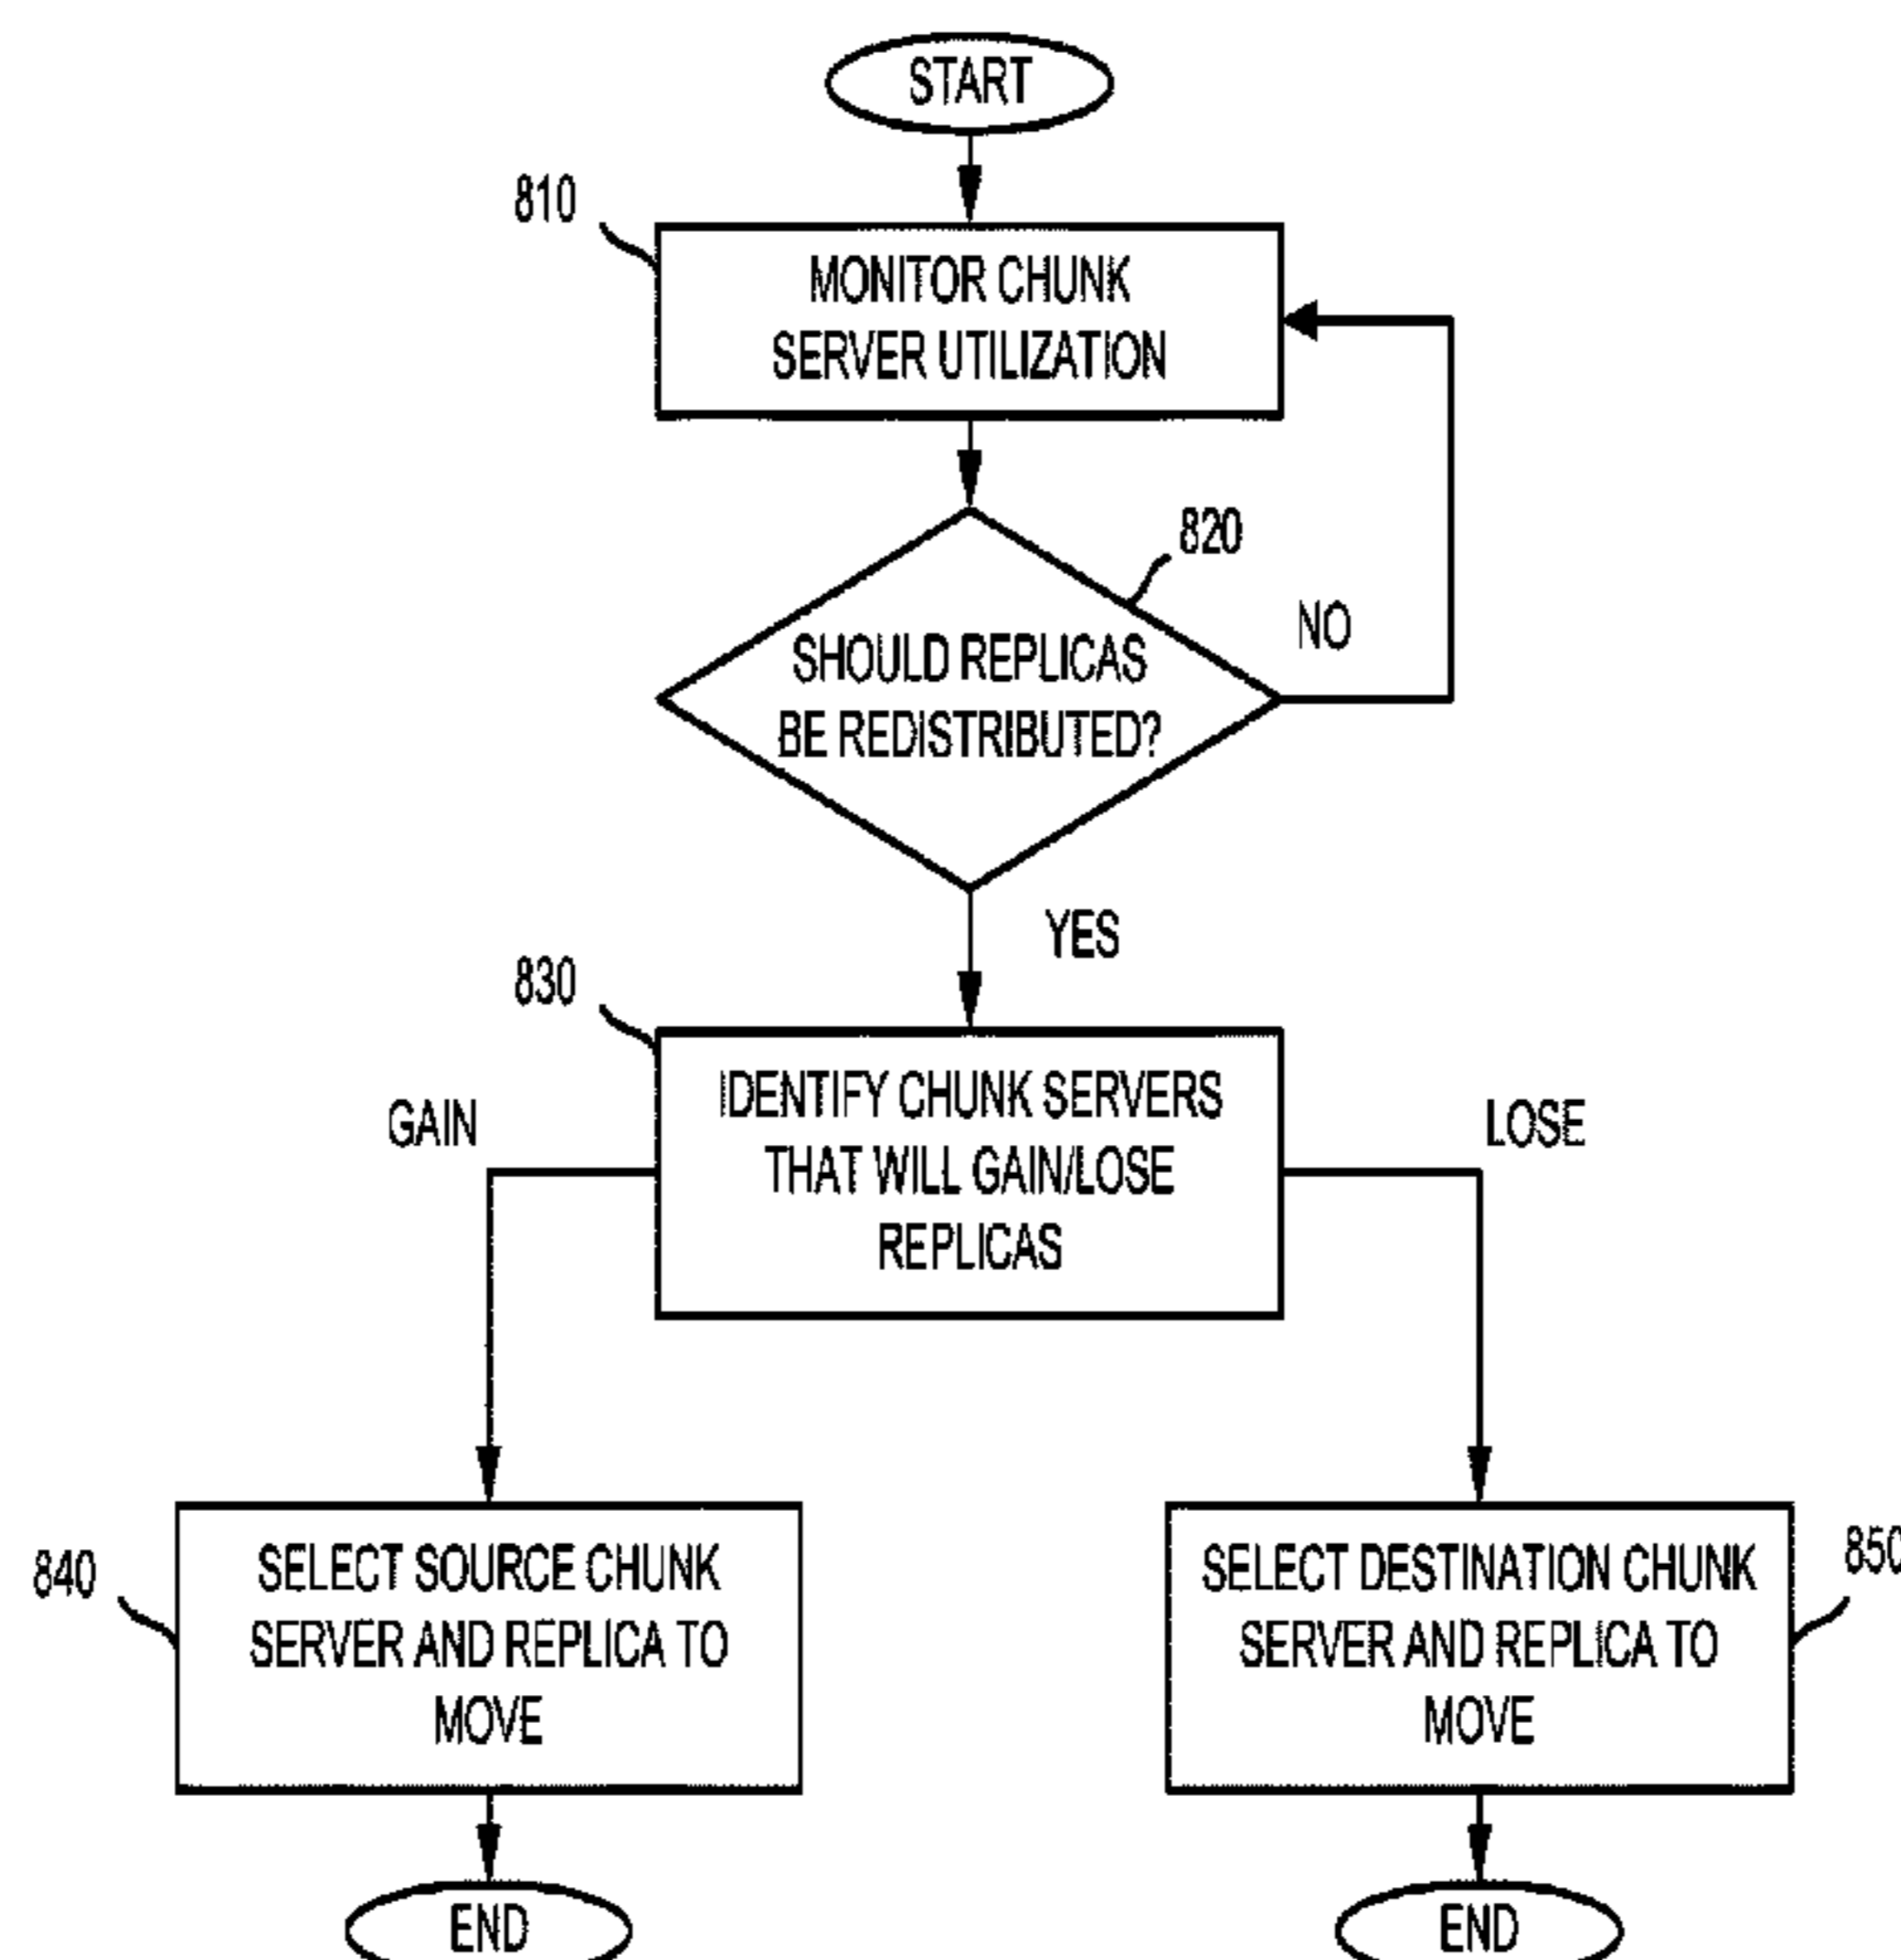 START
810
MONITOR CHUNK
SERVER UTILIZATION
820
NO
SHOULD REPLICAS
BE REDISTRIBUTED?
YES
830
IDENTIFY CHUNK SERVERS
THAT WILL GAIN/LOSE
REPLICAS
GAIN
LOSE
840
SELECT SOURCE CHUNK
SERVER AND REPLICA TO
MOVE
850
SELECT DESTINATION CHUNK
SERVER AND REPLICA TO
MOVE
END
END